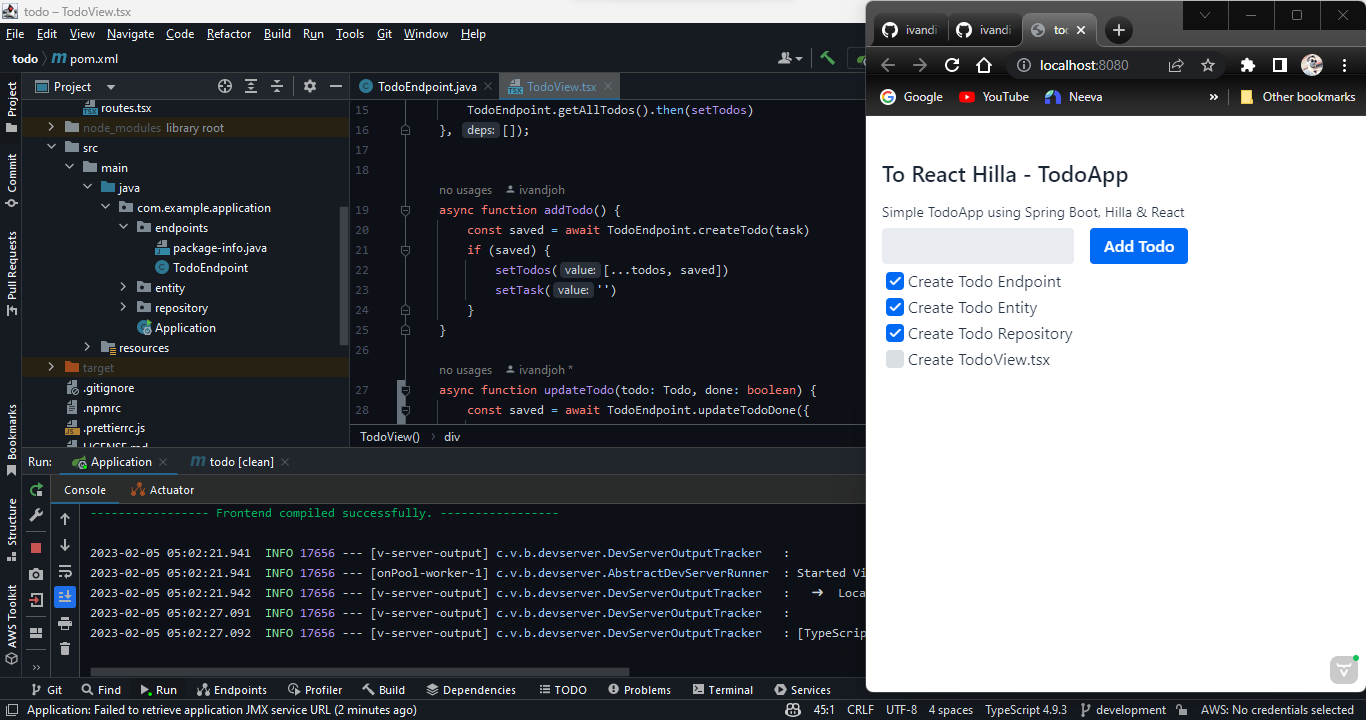 todo – TodoView.tsx
File Edit View Navigate Code Refactor Build Run Tools Git Window Help
todo pom.xml
Project
TodoEndpoint.java
TodoView.tsx
Project
Commit
Pull Requests
Bookmarks
Structure
AWS Toolkit
routes.tsx
node_modules library root
src
main
java
com.example.application
endpoints
package-info.java
TodoEndpoint
entity
repository
Application
resources
target
.gitignore
.npmrc
.prettierrc.js
LICENSE.md
15 TodoEndpoint.getAllTodos().then(setTodos)
16 }, deps: []);
17
18
no usages ivandjoh
19 async function addTodo() {
20 const saved = await TodoEndpoint.createTodo(task)
21 if (saved) {
22 setTodos( value: [...todos, saved])
23 setTask( value: '')
24 }
25 }
26
no usages ivandjoh *
27 async function updateTodo(todo: Todo, done: boolean) {
28 const saved = await TodoEndpoint.updateTodoDone({
TodoView() div
Run: Application todo [clean]
Console Actuator
----------------- Frontend compiled successfully. -----------------
2023-02-05 05:02:21.941 INFO 17656 --- [v-server-output] c.v.b.devserver.DevServerOutputTracker :
2023-02-05 05:02:21.941 INFO 17656 --- [onPool-worker-1] c.v.b.devserver.AbstractDevServerRunner : Started Vi
2023-02-05 05:02:21.942 INFO 17656 --- [v-server-output] c.v.b.devserver.DevServerOutputTracker : ➜ Loca
2023-02-05 05:02:27.091 INFO 17656 --- [v-server-output] c.v.b.devserver.DevServerOutputTracker :
2023-02-05 05:02:27.092 INFO 17656 --- [v-server-output] c.v.b.devserver.DevServerOutputTracker : [TypeScrip
Git Find Run Endpoints Profiler Build Dependencies TODO Problems Terminal Services
Application: Failed to retrieve application JMX service URL (2 minutes ago)
45:1 CRLF UTF-8 4 spaces TypeScript 4.9.3 development AWS: No credentials selected
ivandi ivandi toc
localhost:8080
Google YouTube Neeva » Other bookmarks
To React Hilla - TodoApp
Simple TodoApp using Spring Boot, Hilla & React
Add Todo
Create Todo Endpoint
Create Todo Entity
Create Todo Repository
Create TodoView.tsx